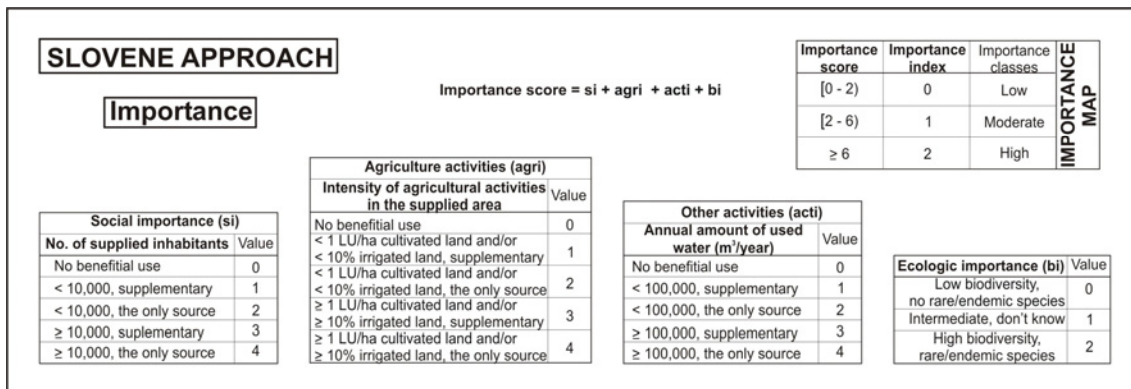 SLOVENE APPROACH
Importance
Importance score = si + agri + acti + bi
Importance score Importance index Importance classes
[0 - 2) 0 Low
[2 - 6) 1 Moderate
≥ 6 2 High
IMPORTANCE MAP
Social importance (si)
No. of supplied inhabitants Value
No benefitial use 0
< 10,000, supplementary 1
< 10,000, the only source 2
≥ 10,000, suplementary 3
≥ 10,000, the only source 4
Agriculture activities (agri)
Intensity of agricultural activities
in the supplied area Value
No benefitial use 0
< 1 LU/ha cultivated land and/or
< 10% irrigated land, supplementary 1
< 1 LU/ha cultivated land and/or
< 10% irrigated land, the only source 2
≥ 1 LU/ha cultivated land and/or
≥ 10% irrigated land, supplementary 3
≥ 1 LU/ha cultivated land and/or
≥ 10% irrigated land, the only source 4
Other activities (acti)
Annual amount of used
water (m³/year) Value
No benefitial use 0
< 100,000, supplementary 1
< 100,000, the only source 2
≥ 100,000, supplementary 3
≥ 100,000, the only source 4
Ecologic importance (bi) Value
Low biodiversity,
no rare/endemic species 0
Intermediate, don't know 1
High biodiversity,
rare/endemic species 2